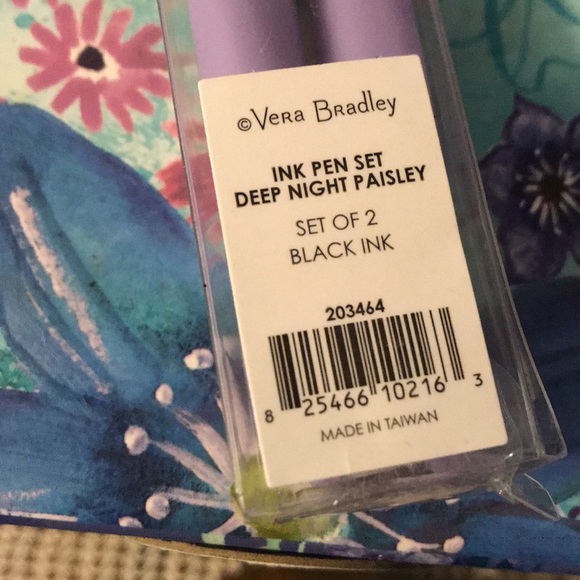 ©Vera Bradley
INK PEN SET
DEEP NIGHT PAISLEY
SET OF 2
BLACK INK
203464
8 25466 10216 3
MADE IN TAIWAN